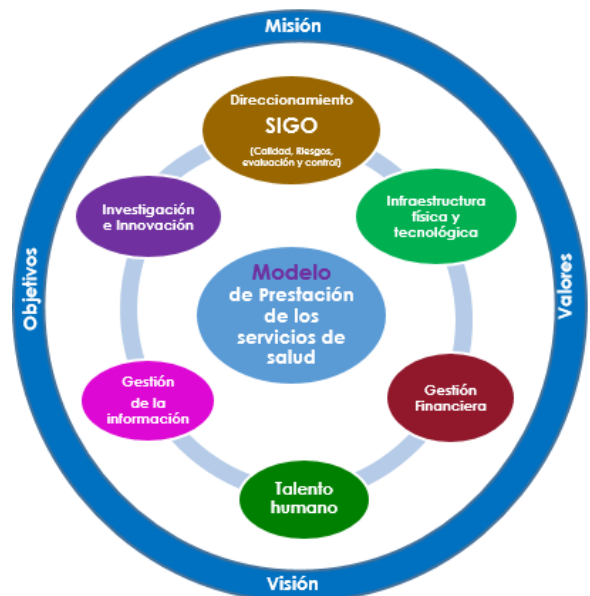 Misión
Direccionamiento
SIGO
(Calidad, Riesgos,
evaluación y control)
Investigación
e Innovación
Infraestructura
física y
tecnológica
Objetivos
Valores
Modelo
de Prestación
de los
servicios de
salud
Gestión
de la
información
Gestión
Financiera
Talento
humano
Visión